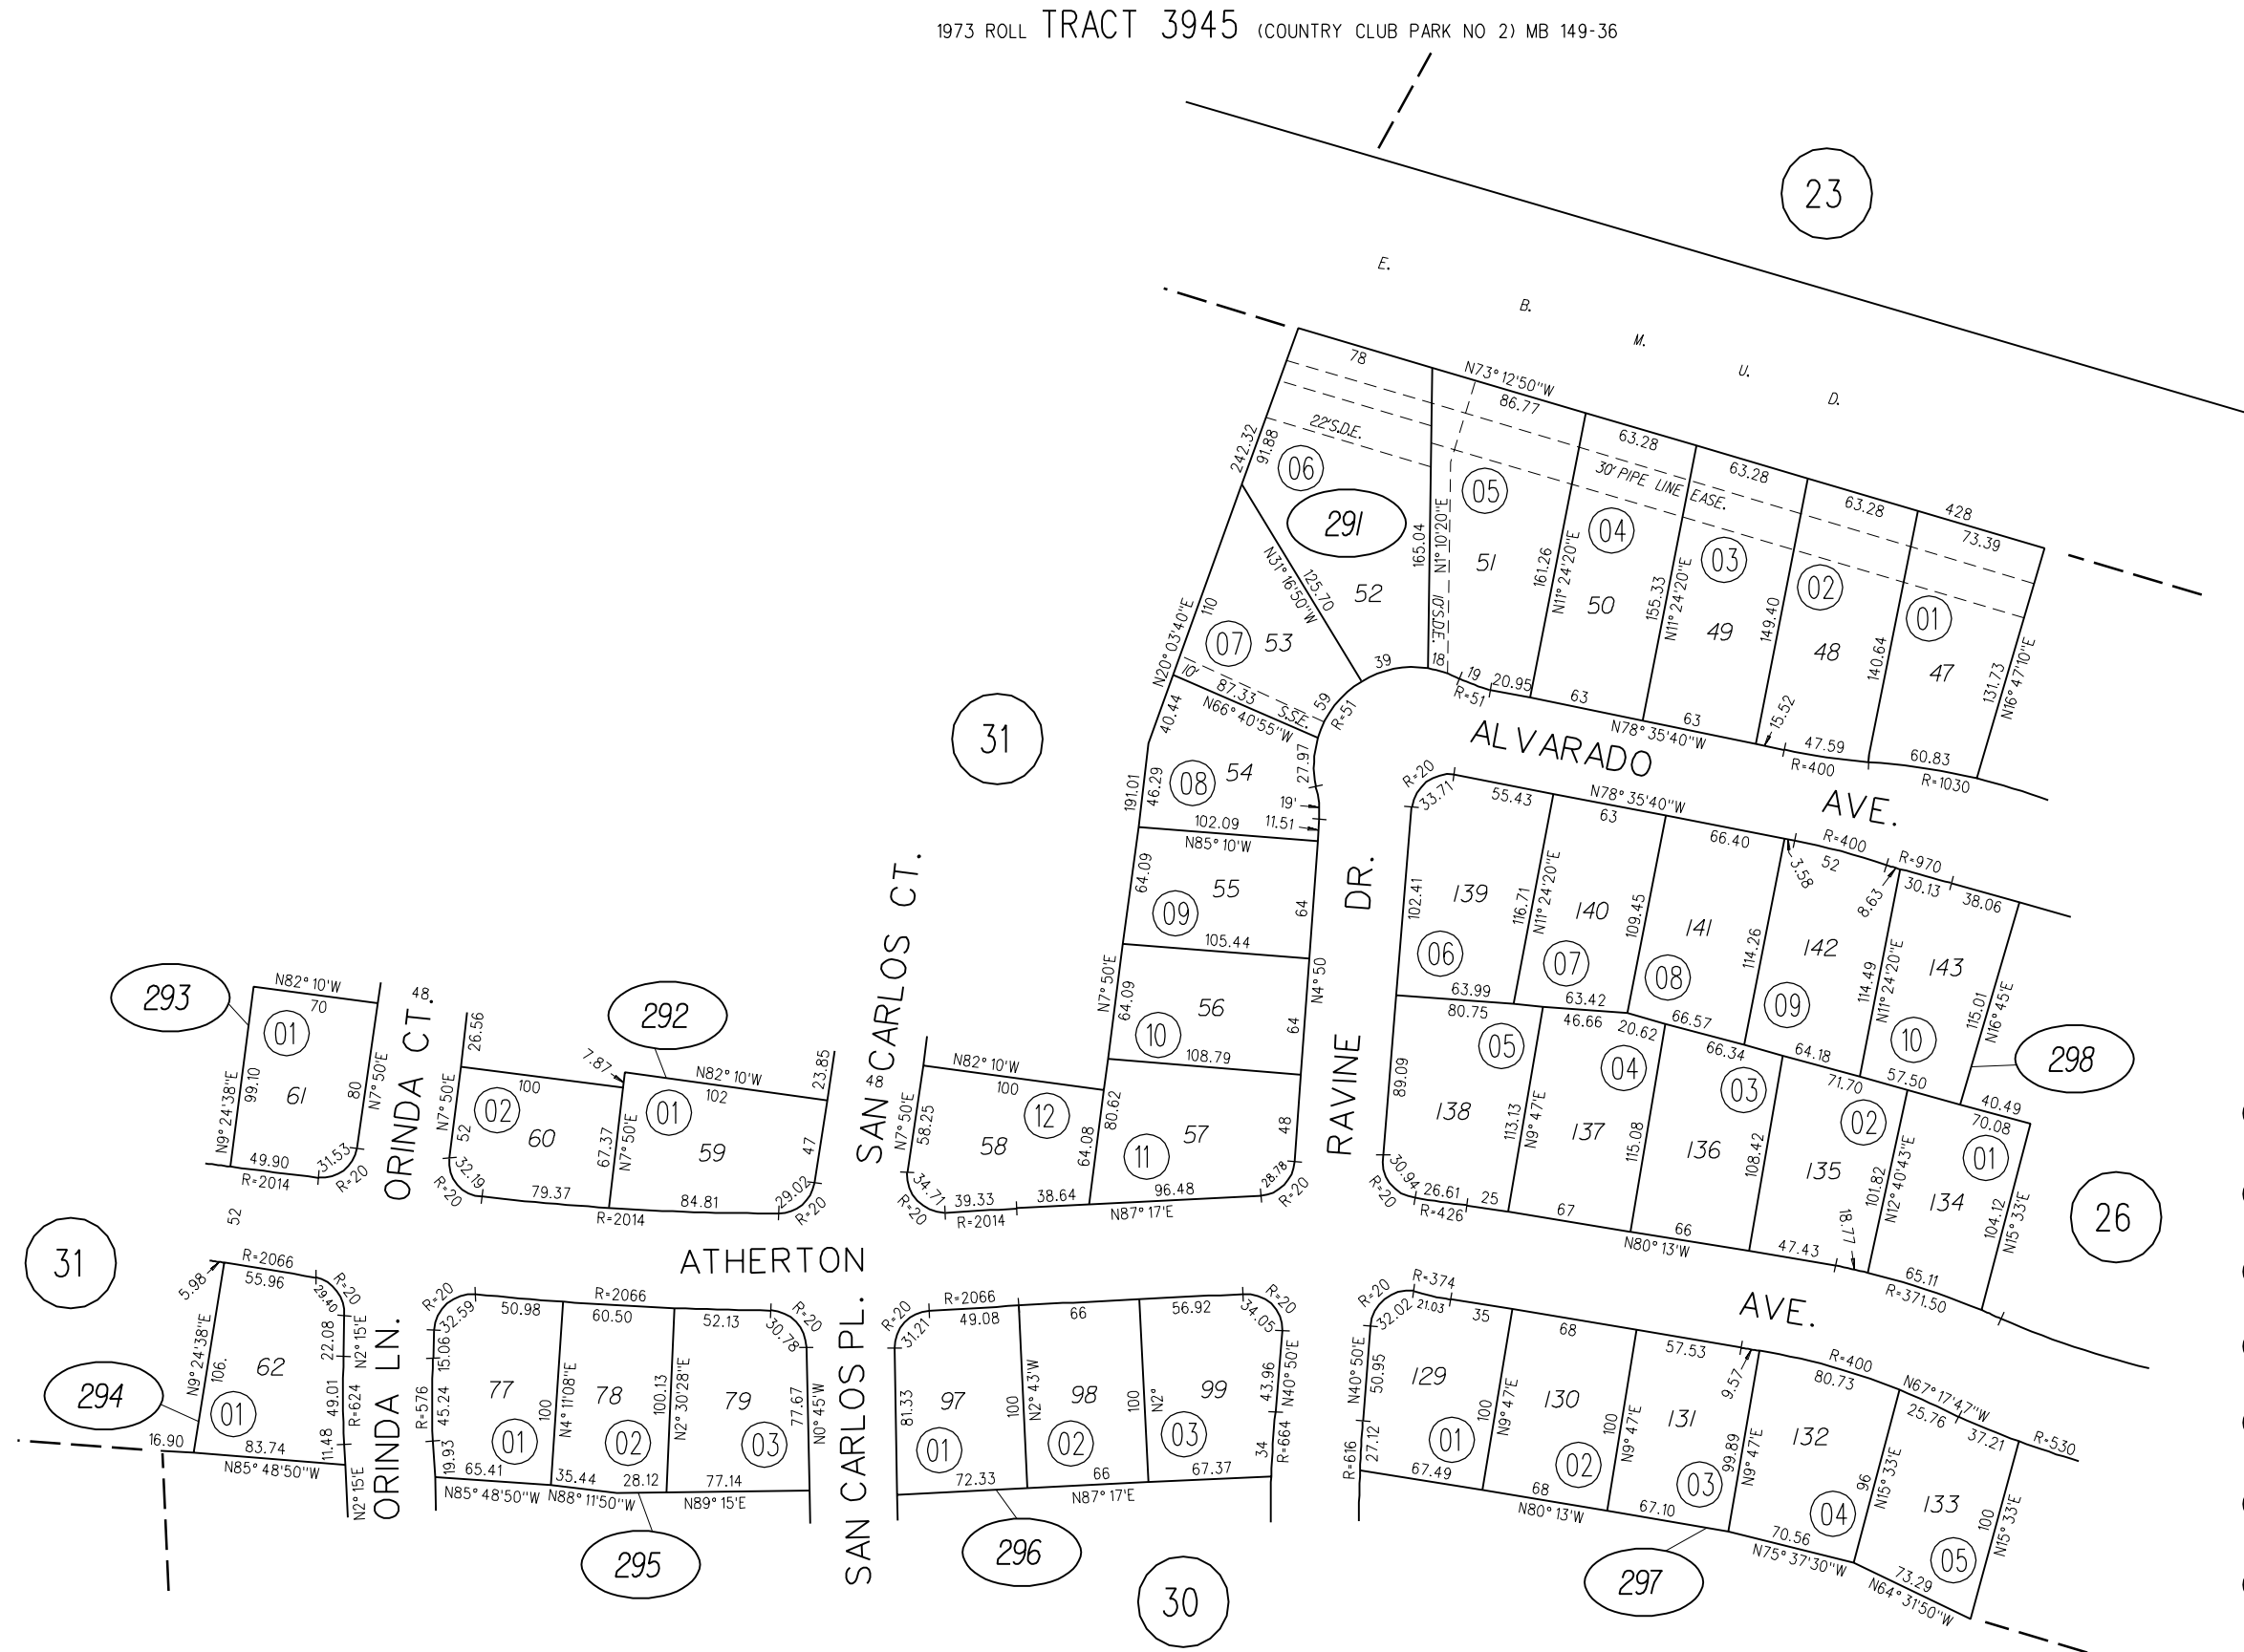 1973 ROLL TRACT 3945 (COUNTRY CLUB PARK NO 2) MB 149-36
23
E. B. M. U. D.
78
N73° 12'50"W
86.77
63.28
63.28
63.28
428
73.39
22'S.D.E.
30' PIPE LINE EASE.
242.32
91.88
06
291
05
04
03
02
01
165.04
N1° 10'20"E
10'S.D.E.
51
161.26
N11° 24'20"E
50
155.33
N11° 24'20"E
49
149.40
48
140.64
47
131.73
N16° 47'10"E
N31° 16'50"W
125.70
52
110
N20° 03'40"E
07
53
10'
87.33
S.S.E.
N66° 40'55"W
59
R=51
39
18
19
R=51
20.95
63
63
N78° 35'40"W
15.52
47.59
R=400
60.83
R=1030
31
40.44
191.01
46.29
08
54
27.97
19'
11.51
102.09
N85° 10'W
ALVARADO AVE.
R=20
33.71
55.43
N78° 35'40"W
63
66.40
R=400
52
3.58
8.63
R=970
30.13
38.06
64.09
55
09
64
105.44
N7° 50'E
64.09
56
10
64
N4° 50
108.79
RAVINE DR.
102.41
139
06
116.71
N11° 24'20"E
140
07
109.45
141
08
114.26
142
09
114.49
N11° 24'20"E
143
10
115.01
N16° 45'E
63.99
80.75
63.42
46.66
20.62
66.57
66.34
64.18
71.70
57.50
40.49
70.08
298
293
N82° 10'W
70
01
99.10
N9° 24'38"E
61
80
N7° 50'E
49.90
R=2014
31.53
R=20
ORINDA CT.
48
26.56
292
7.87
N82° 10'W
102
23.85
100
N7° 50'E
52
02
60
67.37
N7° 50'E
01
59
47
32.19
R=20
79.37
84.81
R=2014
29.02
R=20
SAN CARLOS CT.
48
N82° 10'W
100
N7° 50'E
58.25
58
12
64.08
80.62
11
57
48
34.71
R=20
39.33
R=2014
38.64
96.48
N87° 17'E
28.78
R=20
89.09
138
05
113.13
N9° 47'E
137
04
115.08
136
03
108.42
135
02
101.82
N12° 40'43"E
134
01
104.12
N15° 33'E
26
30.94
R=20
26.61
R=426
25
67
66
N80° 13'W
47.43
18.77
65.11
R=371.50
52
31
ATHERTON AVE.
R=2066
55.96
5.98
29.40
R=20
N9° 24'38"E
106.
62
01
22.08
N2° 15'E
49.01
R=624
11.48
N2° 15'E
294
16.90
83.74
N85° 48'50"W
ORINDA LN.
R=20
32.59
15.06
R=576
45.24
19.93
50.98
R=2066
60.50
52.13
30.78
R=20
77
01
100
N4° 11'08"E
78
02
100.13
N2° 30'28"E
79
03
77.67
N0° 45'W
65.41
N85° 48'50"W
35.44
N88° 11'50"W
28.12
77.14
N89° 15'E
295
SAN CARLOS PL.
R=20
31.21
R=2066
49.08
66
56.92
34.05
R=20
81.33
97
01
100
N2° 43'W
98
02
100
N2°
99
03
43.96
N40° 50'E
34
R=664
72.33
66
N87° 17'E
67.37
296
30
R=20
32.02
R=374
21.03
35
68
57.53
9.57
R=400
80.73
N67° 17'47"W
25.76
37.21
R=530
N40° 50'E
50.95
R=616
27.12
129
01
100
N9° 47'E
130
02
100
N9° 47'E
131
03
99.89
N9° 47'E
132
04
96
N15° 33'E
133
05
100
N15° 33'E
67.49
68
N80° 13'W
67.10
70.56
N75° 37'30"W
73.29
N64° 31'50"W
297